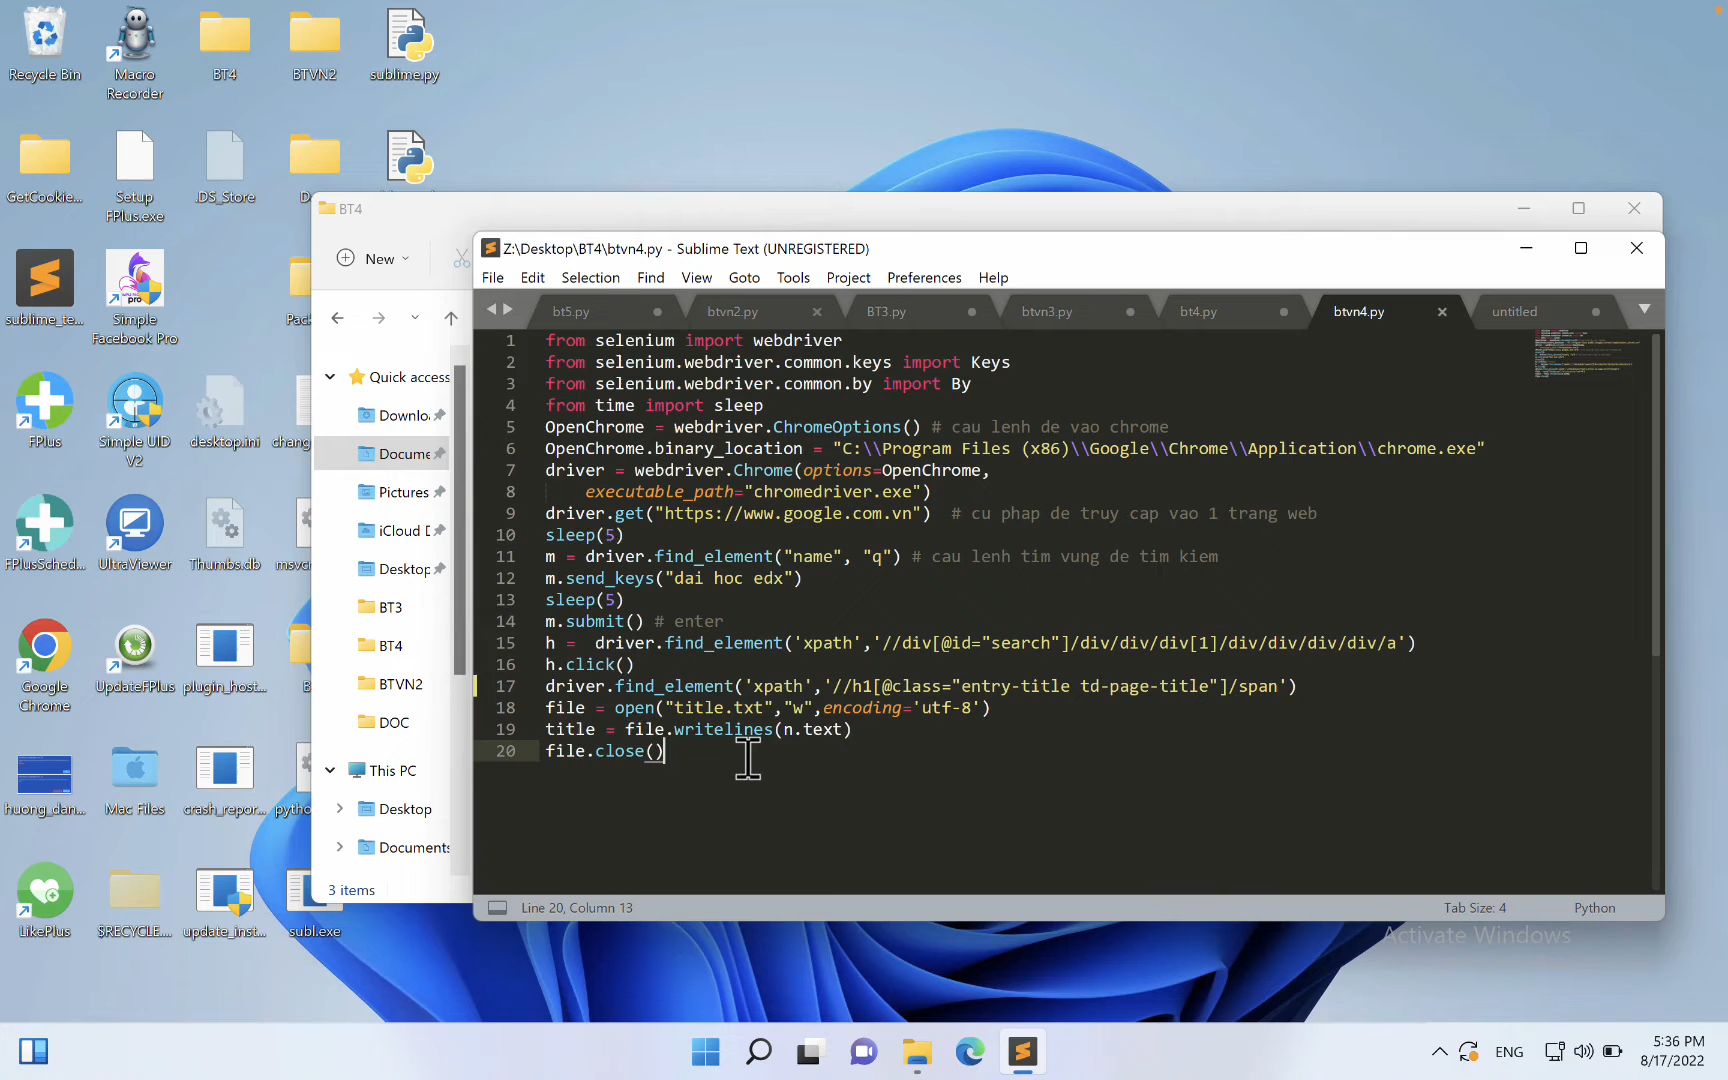 Recycle Bin
Macro
Recorder
BT4
BTVN2
sublime.py
GetCookie...
Setup
FPlus.exe
.DS_Store
sublime_te...
Simple
Facebook Pro
FPlus
Simple UID
V2
desktop.ini
FPlusSched...
UltraViewer
Thumbs.db
Google
Chrome
UpdateFPlus
plugin_host...
huong_dan...
Mac Files
crash_repor...
LikePlus
$RECYCLE....
update_inst...
subl.exe
BT4
New
Quick access
Pictures
Desktop
BT3
BT4
BTVN2
DOC
This PC
Desktop
Documents
3 items
Z:\Desktop\BT4\btvn4.py - Sublime Text (UNREGISTERED)
File Edit Selection Find View Goto Tools Project Preferences Help
bt5.py btvn2.py BT3.py btvn3.py bt4.py btvn4.py untitled
1 from selenium import webdriver
2 from selenium.webdriver.common.keys import Keys
3 from selenium.webdriver.common.by import By
4 from time import sleep
5 OpenChrome = webdriver.ChromeOptions() # cau lenh de vao chrome
6 OpenChrome.binary_location = "C:\\Program Files (x86)\\Google\\Chrome\\Application\\chrome.exe"
7 driver = webdriver.Chrome(options=OpenChrome,
8 executable_path="chromedriver.exe")
9 driver.get("https://www.google.com.vn") # cu phap de truy cap vao 1 trang web
10 sleep(5)
11 m = driver.find_element("name", "q") # cau lenh tim vung de tim kiem
12 m.send_keys("dai hoc edx")
13 sleep(5)
14 m.submit() # enter
15 h = driver.find_element('xpath','//div[@id="search"]/div/div/div[1]/div/div/div/div/a')
16 h.click()
17 driver.find_element('xpath','//h1[@class="entry-title td-page-title"]/span')
18 file = open("title.txt","w",encoding='utf-8')
19 title = file.writelines(n.text)
20 file.close()
Line 20, Column 13
Tab Size: 4
Python
Activate Windows
ENG
5:36 PM
8/17/2022